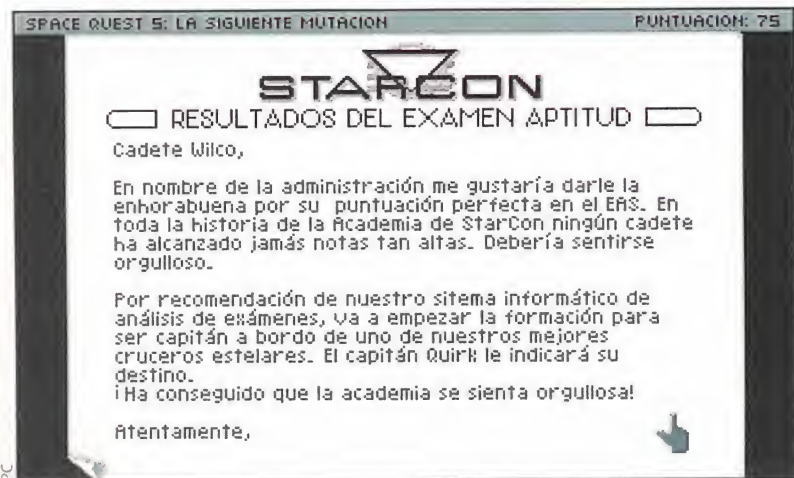 SPACE QUEST 5: LA SIGUIENTE MUTACION PUNTUACION: 75
STARCON
RESULTADOS DEL EXAMEN APTITUD
Cadete Wilco,
En nombre de la administración me gustaría darle la
enhorabuena por su puntuación perfecta en el EAS. En
toda la historia de la Academia de StarCon ningún cadete
ha alcanzado jamás notas tan altas. Debería sentirse
orgulloso.
Por recomendación de nuestro sitema informático de
análisis de exámenes, va a empezar la formación para
ser capitán a bordo de uno de nuestros mejores
cruceros estelares. El capitán Quirk le indicará su
destino.
¡Ha conseguido que la academia se sienta orgullosa!
Atentamente,
PC